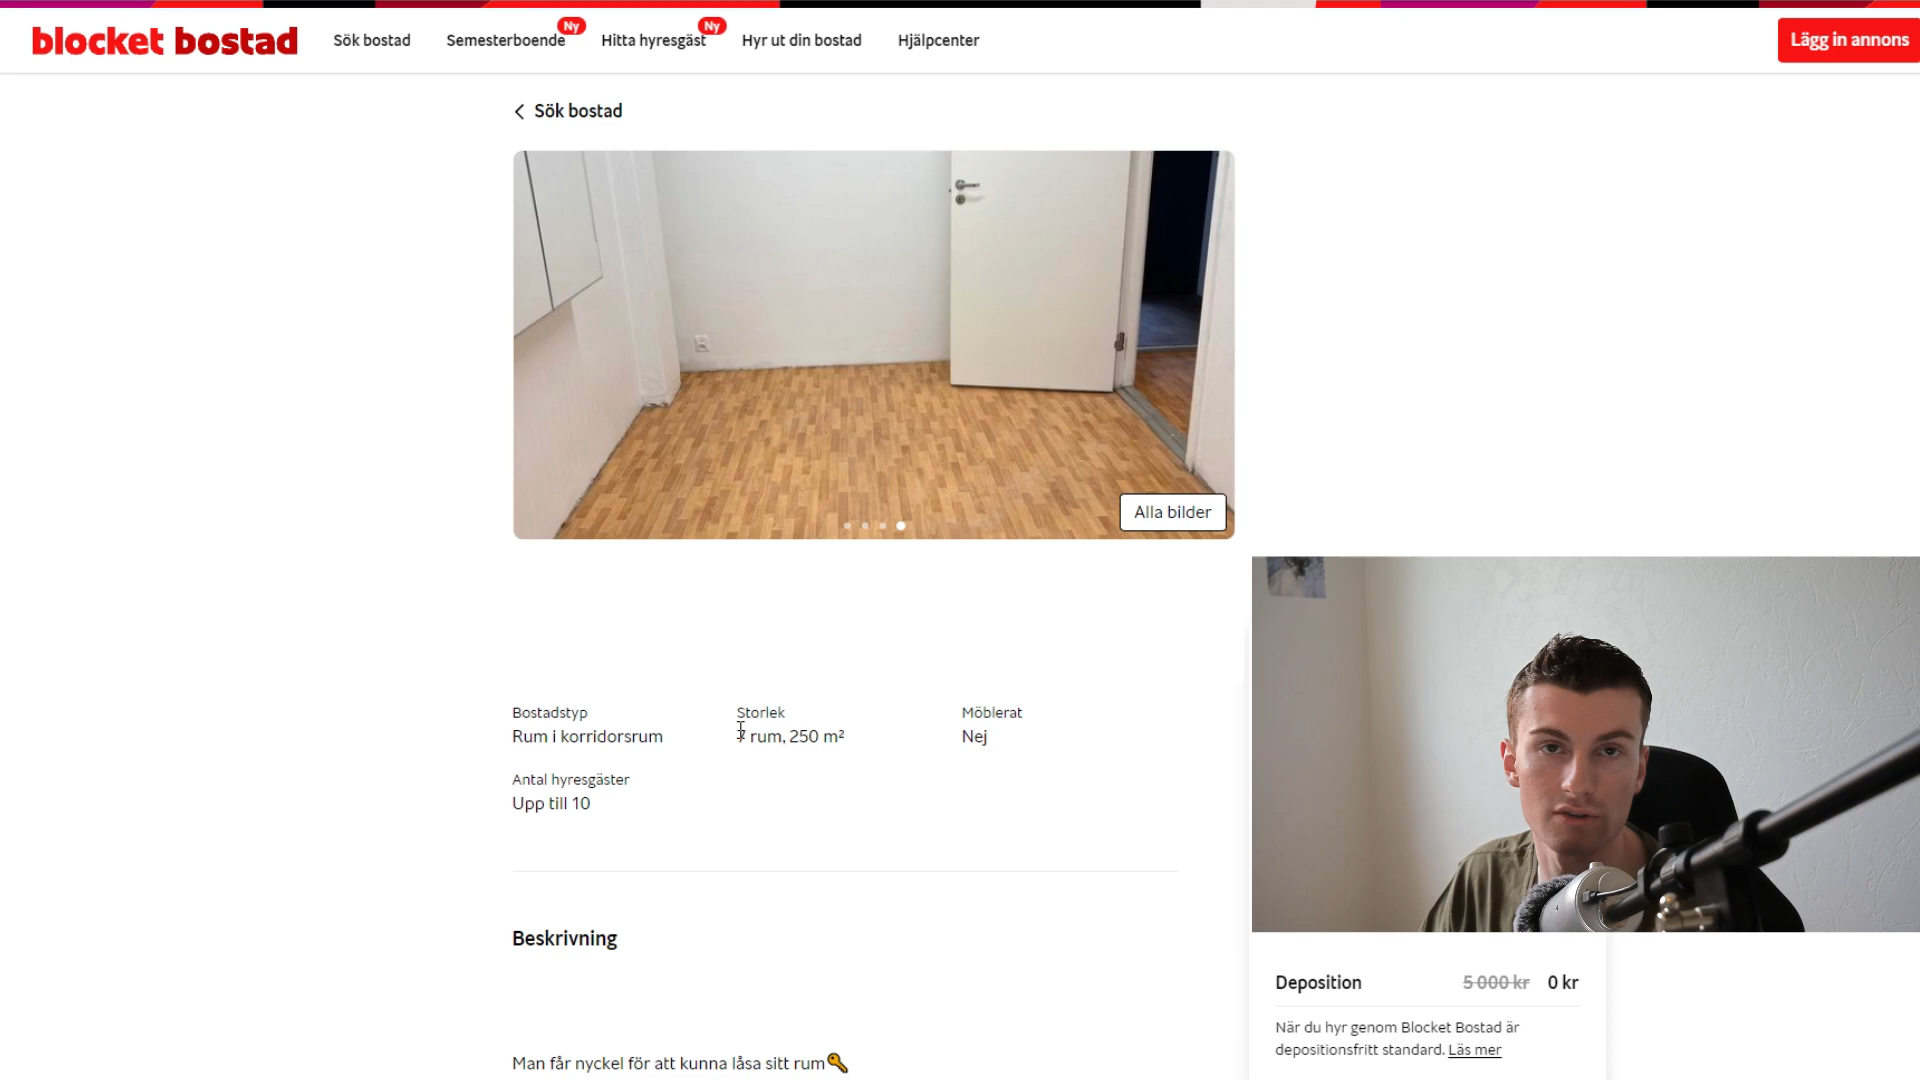 blocket bostad
Sök bostad
Semesterboende
Ny
Hitta hyresgäst
Ny
Hyr ut din bostad
Hjälpcenter
Lägg in annons
Sök bostad
Alla bilder
Bostadstyp
Rum i korridorsrum
Storlek
7 rum, 250 m²
Möblerat
Nej
Antal hyresgäster
Upp till 10
Beskrivning
Man får nyckel för att kunna låsa sitt rum🔑
Deposition 5 000 kr 0 kr
När du hyr genom Blocket Bostad är
depositionsfritt standard. Läs mer